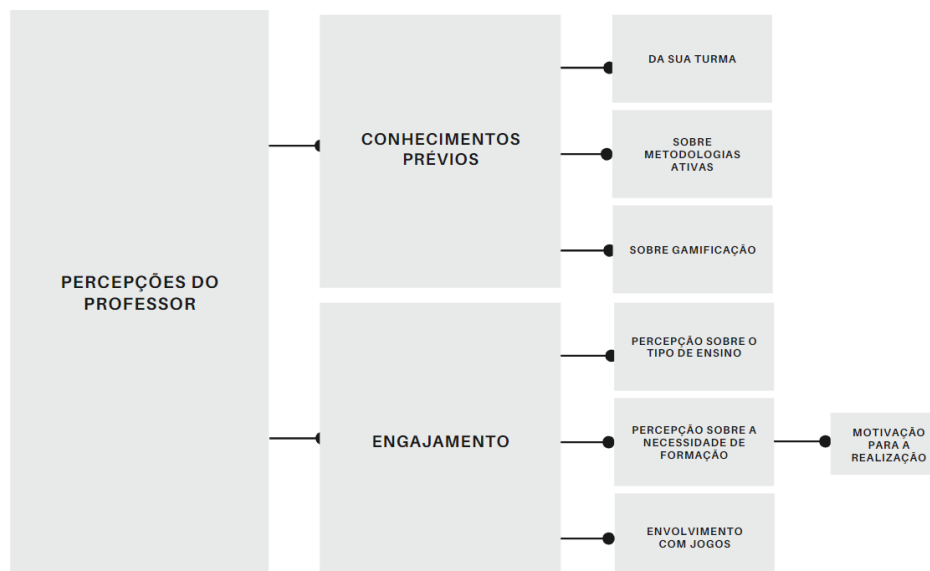 PERCEPÇÕES DO
PROFESSOR
CONHECIMENTOS
PRÉVIOS
DA SUA TURMA
SOBRE
METODOLOGIAS
ATIVAS
SOBRE GAMIFICAÇÃO
ENGAJAMENTO
PERCEPÇÃO SOBRE O
TIPO DE ENSINO
PERCEPÇÃO SOBRE A
NECESSIDADE DE
FORMAÇÃO
MOTIVAÇÃO
PARA A
REALIZAÇÃO
ENVOLVIMENTO
COM JOGOS